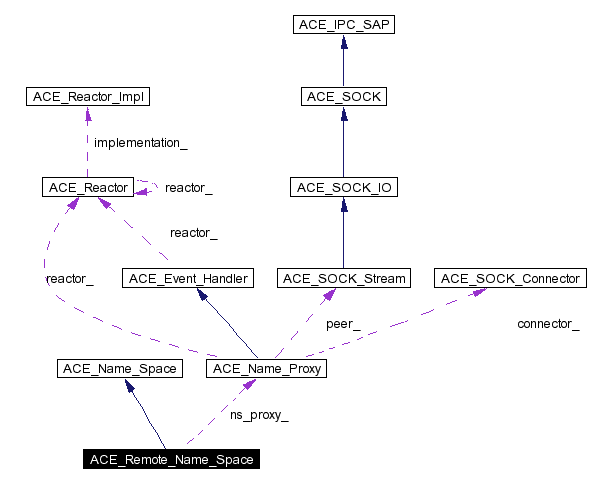 ACE_IPC_SAP
ACE_Reactor_Impl
ACE_SOCK
implementation_
ACE_Reactor
reactor_
ACE_SOCK_IO
reactor_
reactor_
ACE_Event_Handler
ACE_SOCK_Stream
ACE_SOCK_Connector
peer_
connector_
ACE_Name_Space
ACE_Name_Proxy
ns_proxy_
ACE_Remote_Name_Space